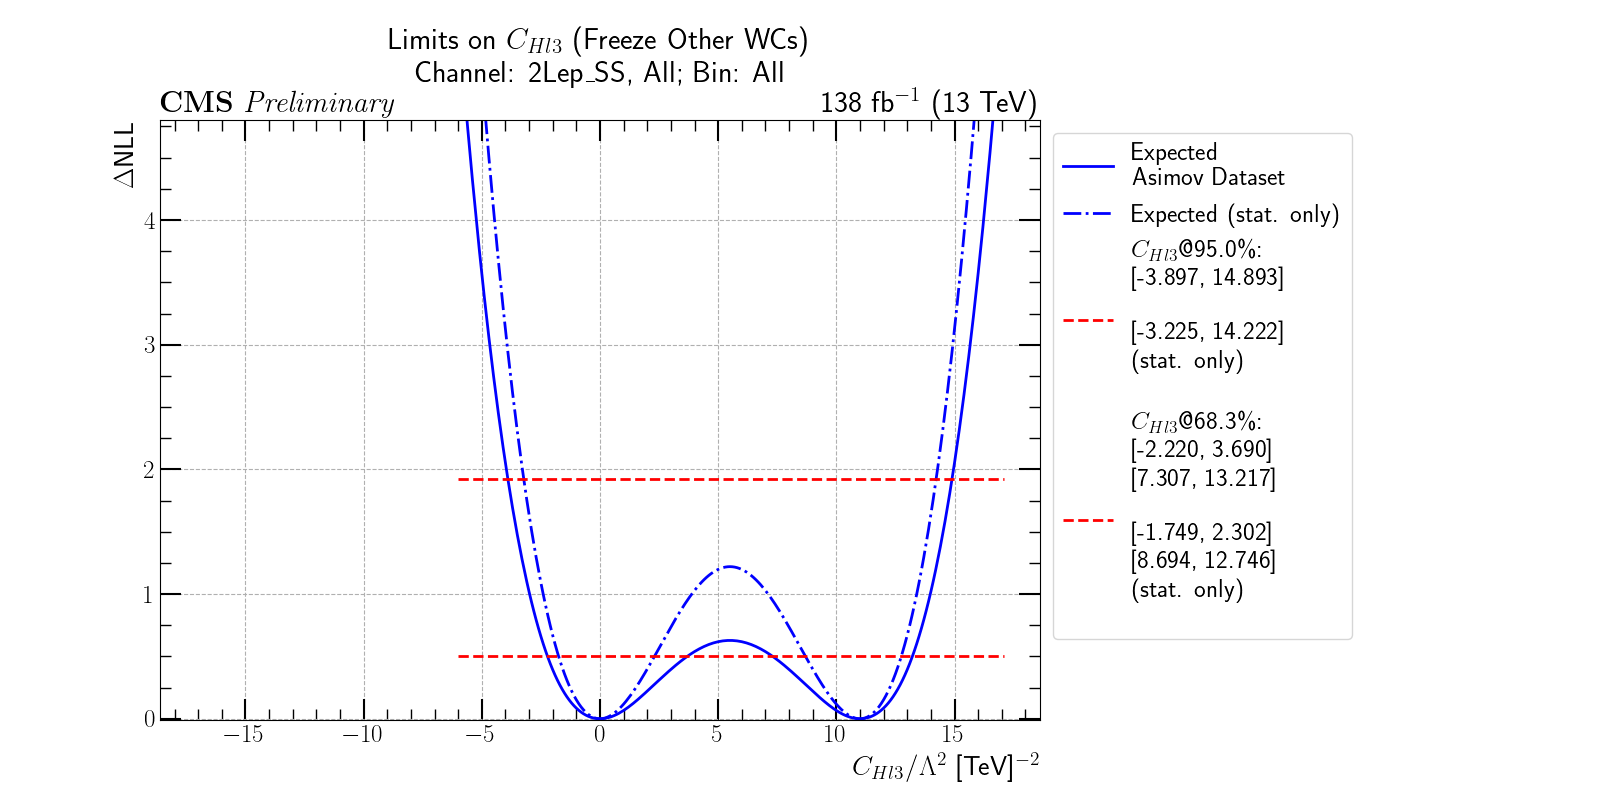 Limits on C_{Hl3} (Freeze Other WCs)
Channel: 2Lep_SS, All; Bin: All
CMS Preliminary 138 fb⁻¹ (13 TeV)
ΔNLL
4
3
2
1
0
−15 −10 −5 0 5 10 15
C_{Hl3}/Λ² [TeV]⁻²
Expected
Asimov Dataset
Expected (stat. only)
C_{Hl3}@95.0%:
[-3.897, 14.893]
[-3.225, 14.222]
(stat. only)
C_{Hl3}@68.3%:
[-2.220, 3.690]
[7.307, 13.217]
[-1.749, 2.302]
[8.694, 12.746]
(stat. only)